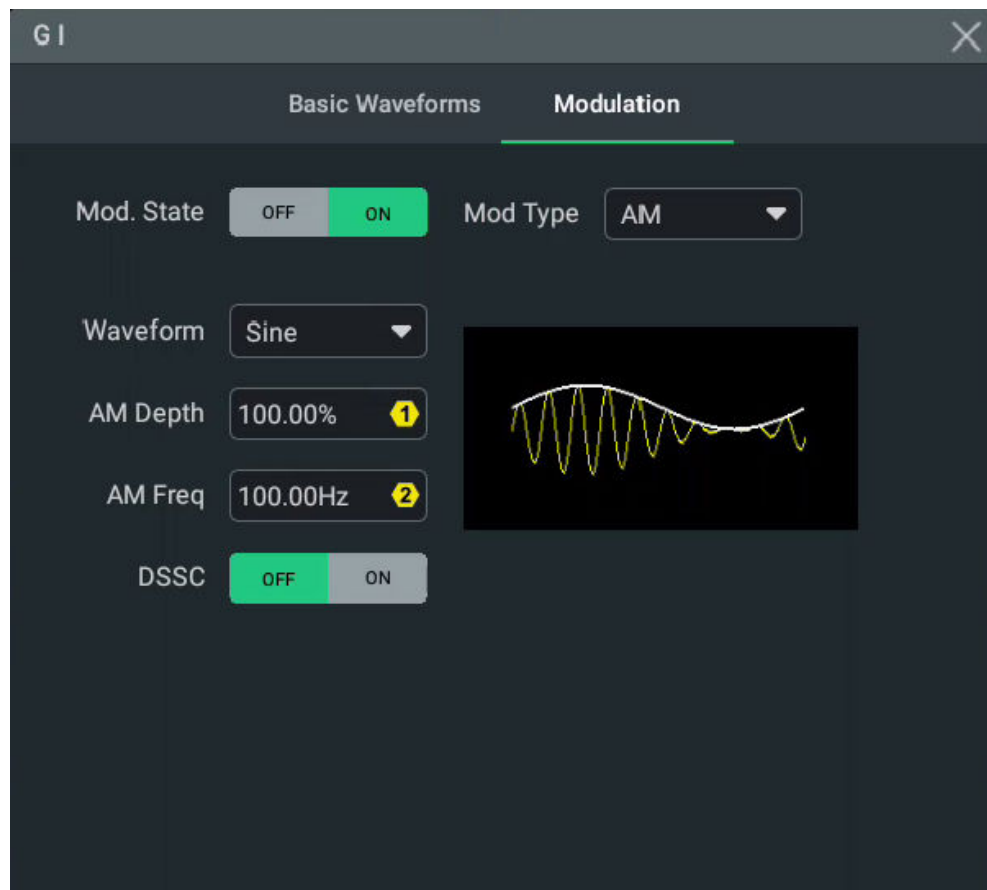 G I
Basic Waveforms Modulation
Mod. State OFF ON Mod Type AM
Waveform Sine
AM Depth 100.00% 1
AM Freq 100.00Hz 2
DSSC OFF ON